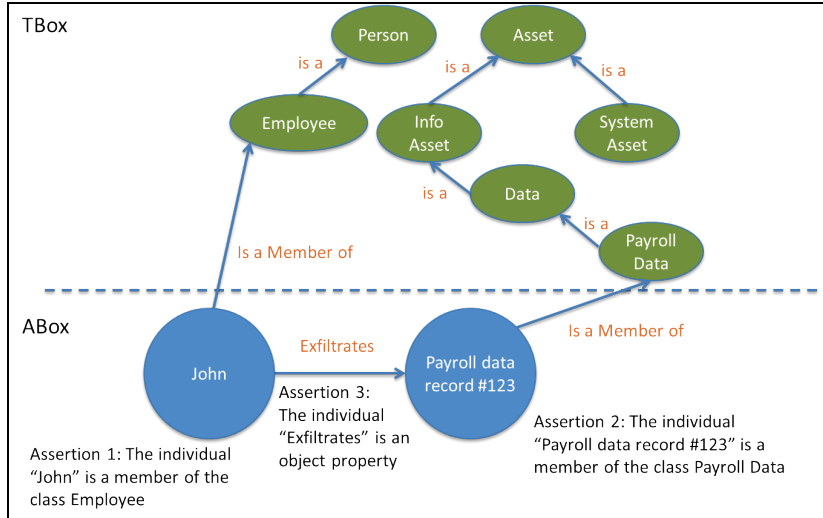 TBox
Person
Asset
is a
is a
is a
Employee
Info
Asset
System
Asset
is a
Data
is a
Payroll
Data
Is a Member of
ABox
John
Exfiltrates
Payroll data
record #123
Is a Member of
Assertion 3:
The individual
“Exfiltrates” is an
object property
Assertion 1: The individual
“John” is a member of the
class Employee
Assertion 2: The individual
“Payroll data record #123” is a
member of the class Payroll Data